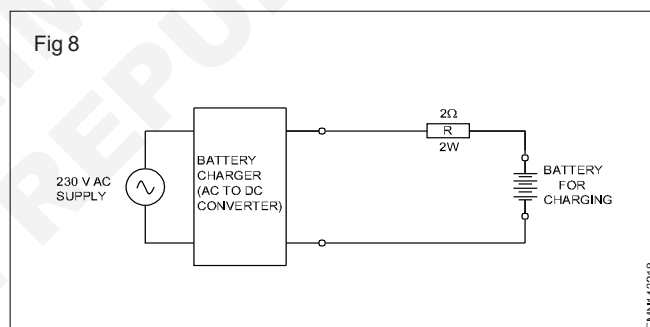 Fig 8
230 V AC
SUPPLY
BATTERY
CHARGER
(AC TO DC
CONVERTER)
2Ω
R
2W
BATTERY
FOR
CHARGING